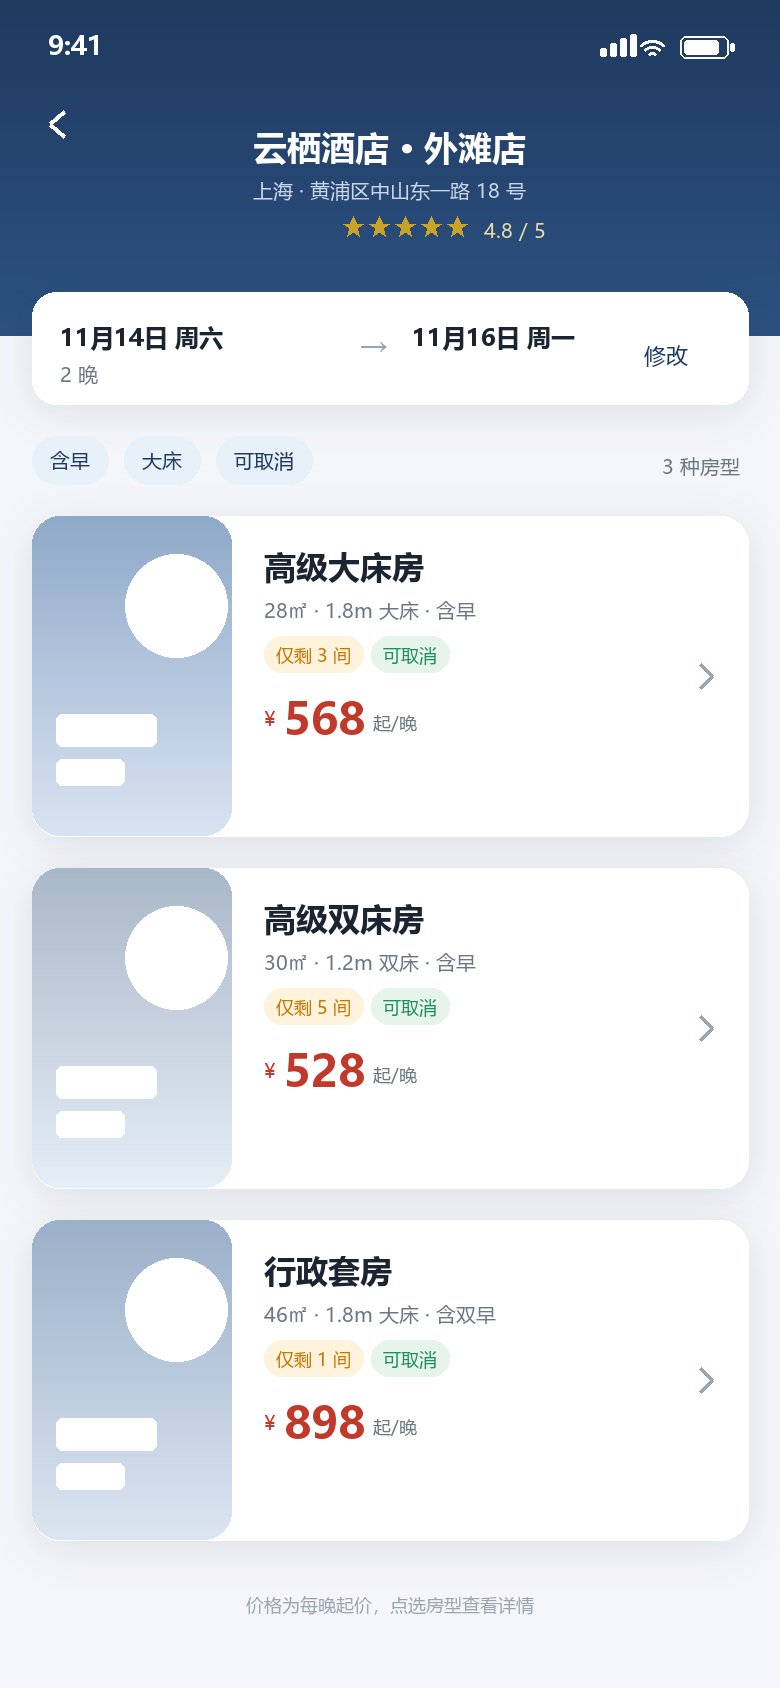 9:41
云栖酒店·外滩店
上海 · 黄浦区中山东一路 18 号
★★★★★ 4.8 / 5
11月14日 周六 → 11月16日 周一
2 晚
修改
含早 大床 可取消
3 种房型
高级大床房
28㎡ · 1.8m 大床 · 含早
仅剩 3 间 可取消
¥ 568 起/晚
高级双床房
30㎡ · 1.2m 双床 · 含早
仅剩 5 间 可取消
¥ 528 起/晚
行政套房
46㎡ · 1.8m 大床 · 含双早
仅剩 1 间 可取消
¥ 898 起/晚
价格为每晚起价，点选房型查看详情